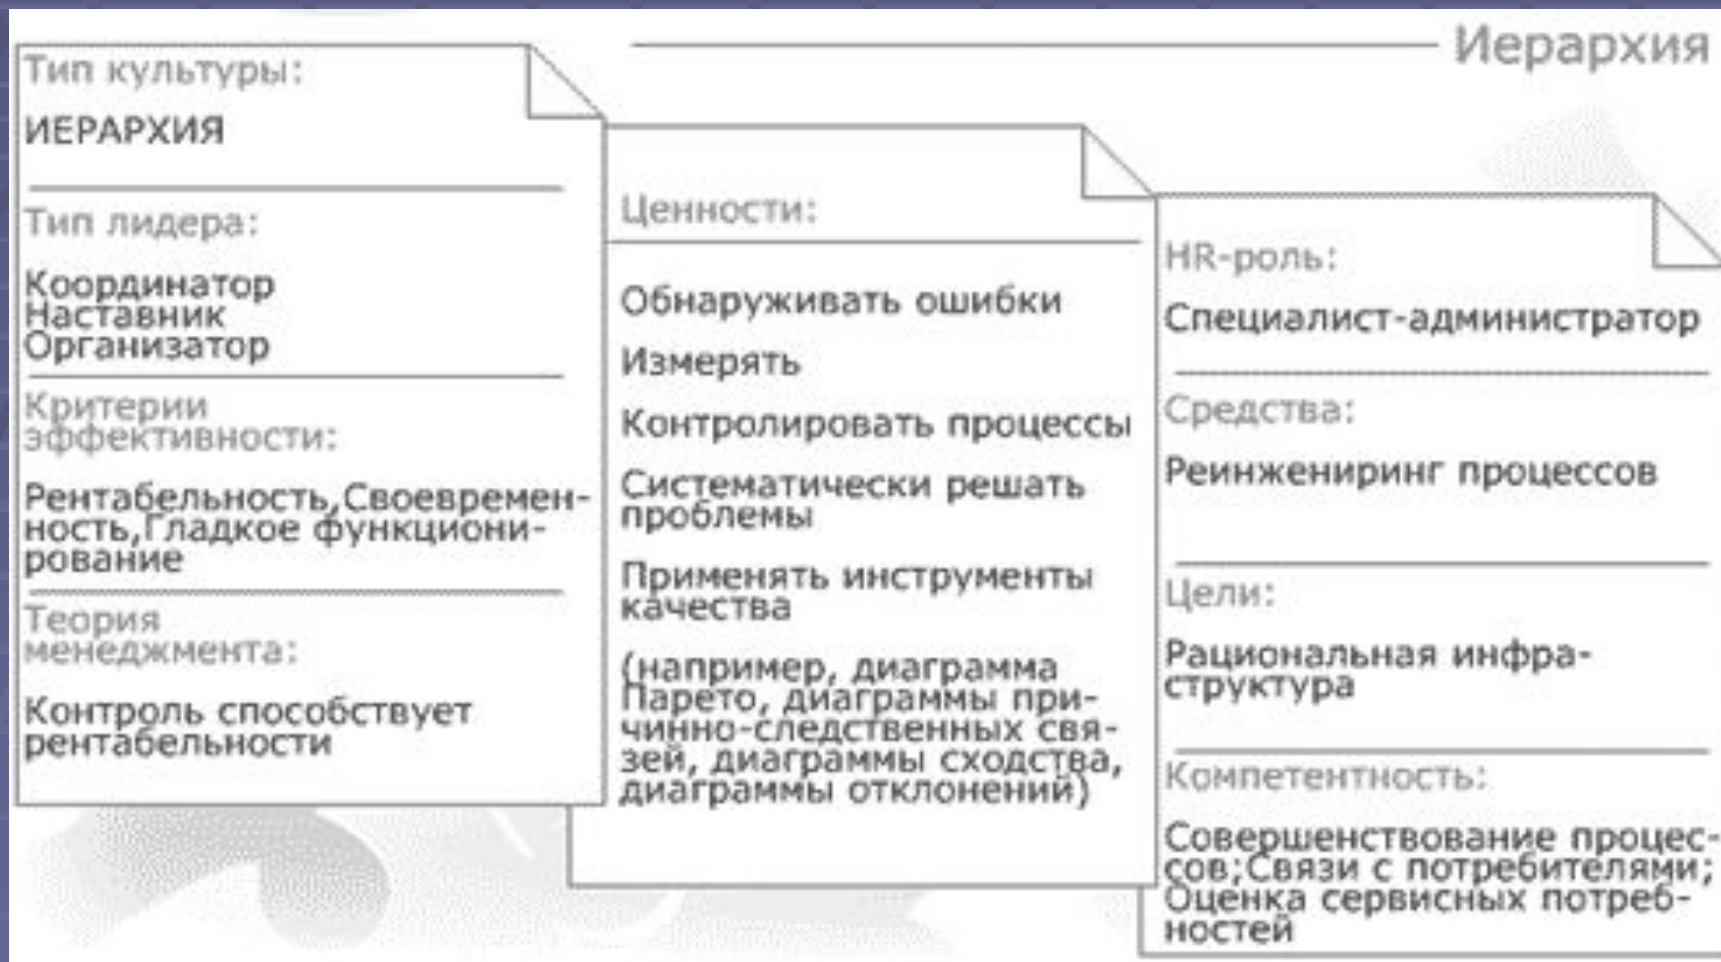 Иерархия
Тип культуры:
ИЕРАРХИЯ
Тип лидера:
Координатор
Наставник
Организатор
Критерии
эффективности:
Рентабельность,Своевремен-
ность,Гладкое функциони-
рование
Теория
менеджмента:
Контроль способствует
рентабельности
Ценности:
Обнаруживать ошибки
Измерять
Контролировать процессы
Систематически решать
проблемы
Применять инструменты
качества
(например, диаграмма
Парето, диаграммы при-
чинно-следственных свя-
зей, диаграммы сходства,
диаграммы отклонений)
HR-роль:
Специалист-администратор
Средства:
Реинжениринг процессов
Цели:
Рациональная инфра-
структура
Компетентность:
Совершенствование процес-
сов;Связи с потребителями;
Оценка сервисных потреб-
ностей